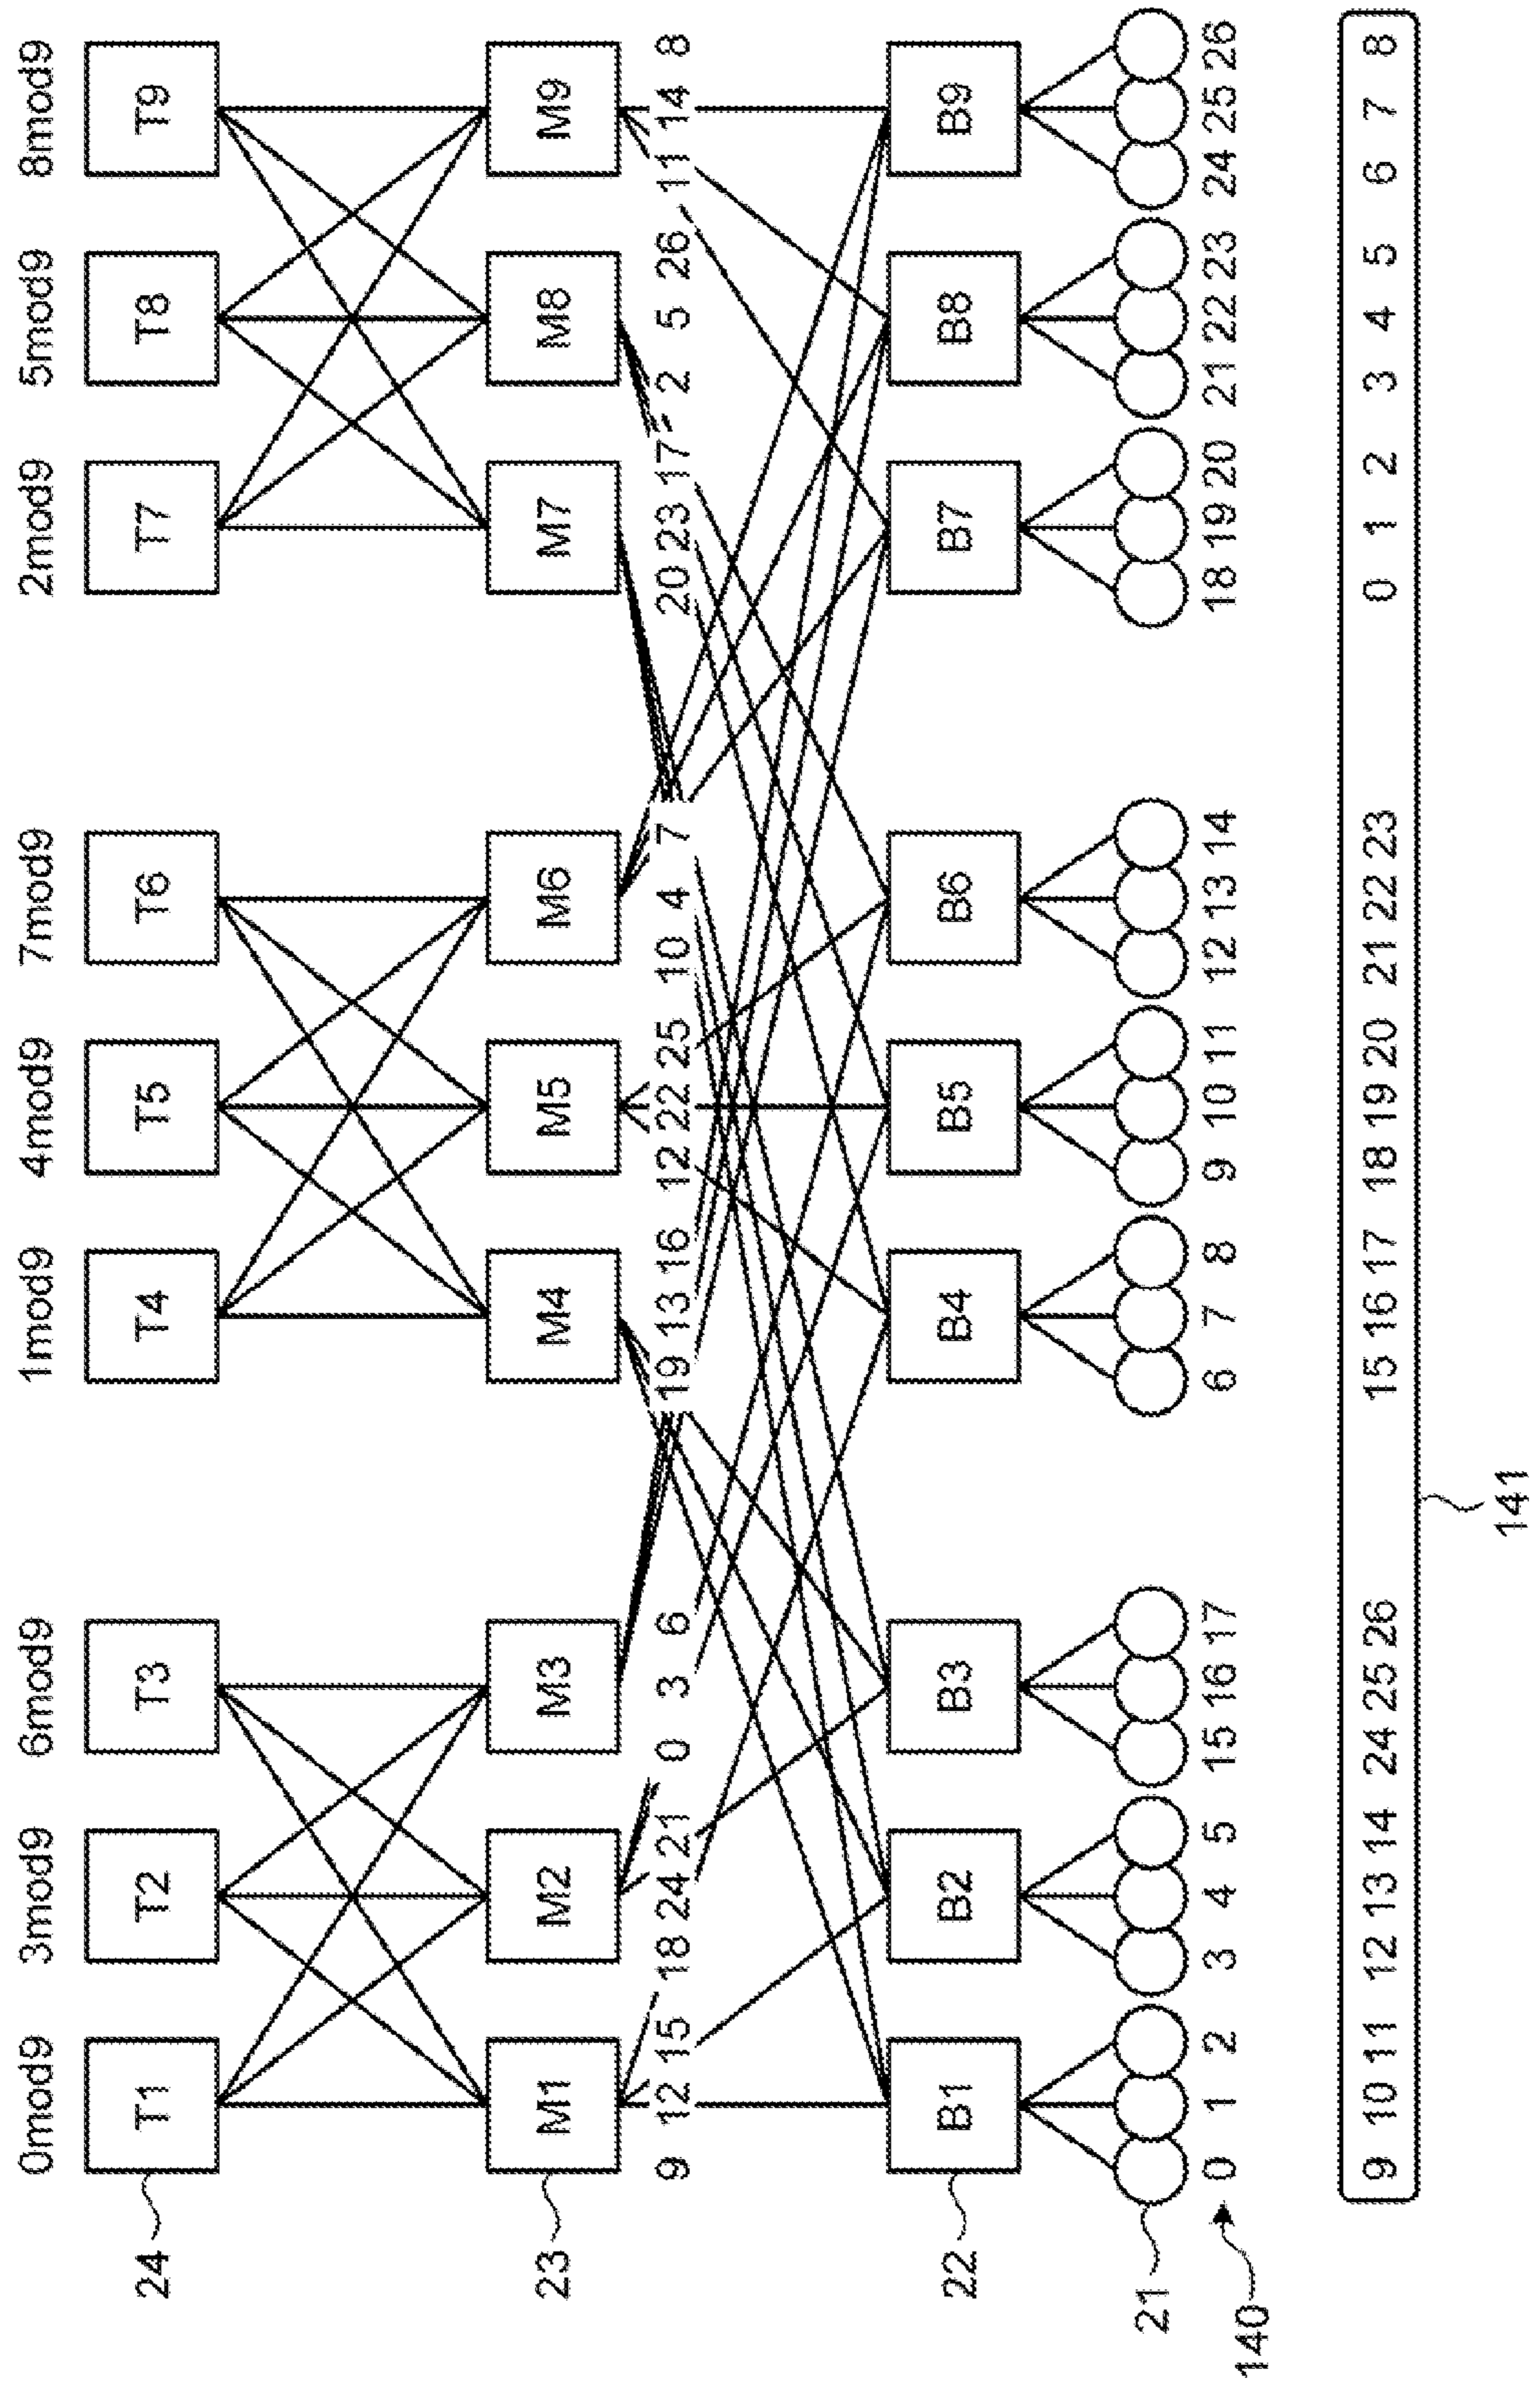 0mod9 3mod9 6mod9 1mod9 4mod9 7mod9 2mod9 5mod9 8mod9
24 T1 T2 T3 T4 T5 T6 T7 T8 T9
23 M1 M2 M3 M4 M5 M6 M7 M8 M9
9 12 15 18 24 21 0 3 6 19 13 16 12 22 25 10 4 7 20 23 17 2 5 26 11 14 8
22 B1 B2 B3 B4 B5 B6 B7 B8 B9
21
140 0 1 2 3 4 5 15 16 17 6 7 8 9 10 11 12 13 14 18 19 20 21 22 23 24 25 26
9 10 11 12 13 14 24 25 26 15 16 17 18 19 20 21 22 23 0 1 2 3 4 5 6 7 8
141